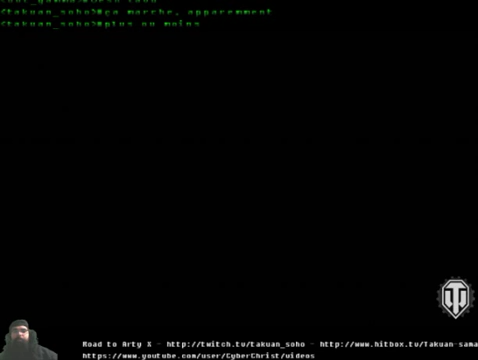 <takuan_soho>#ça marche, apparemment
<takuan_soho>#plus ou moins
Road to Arty X - http://twitch.tv/takuan_soho - http://www.hitbox.tv/Takuan-sama
https://www.youtube.com/user/CyberChrist/videos